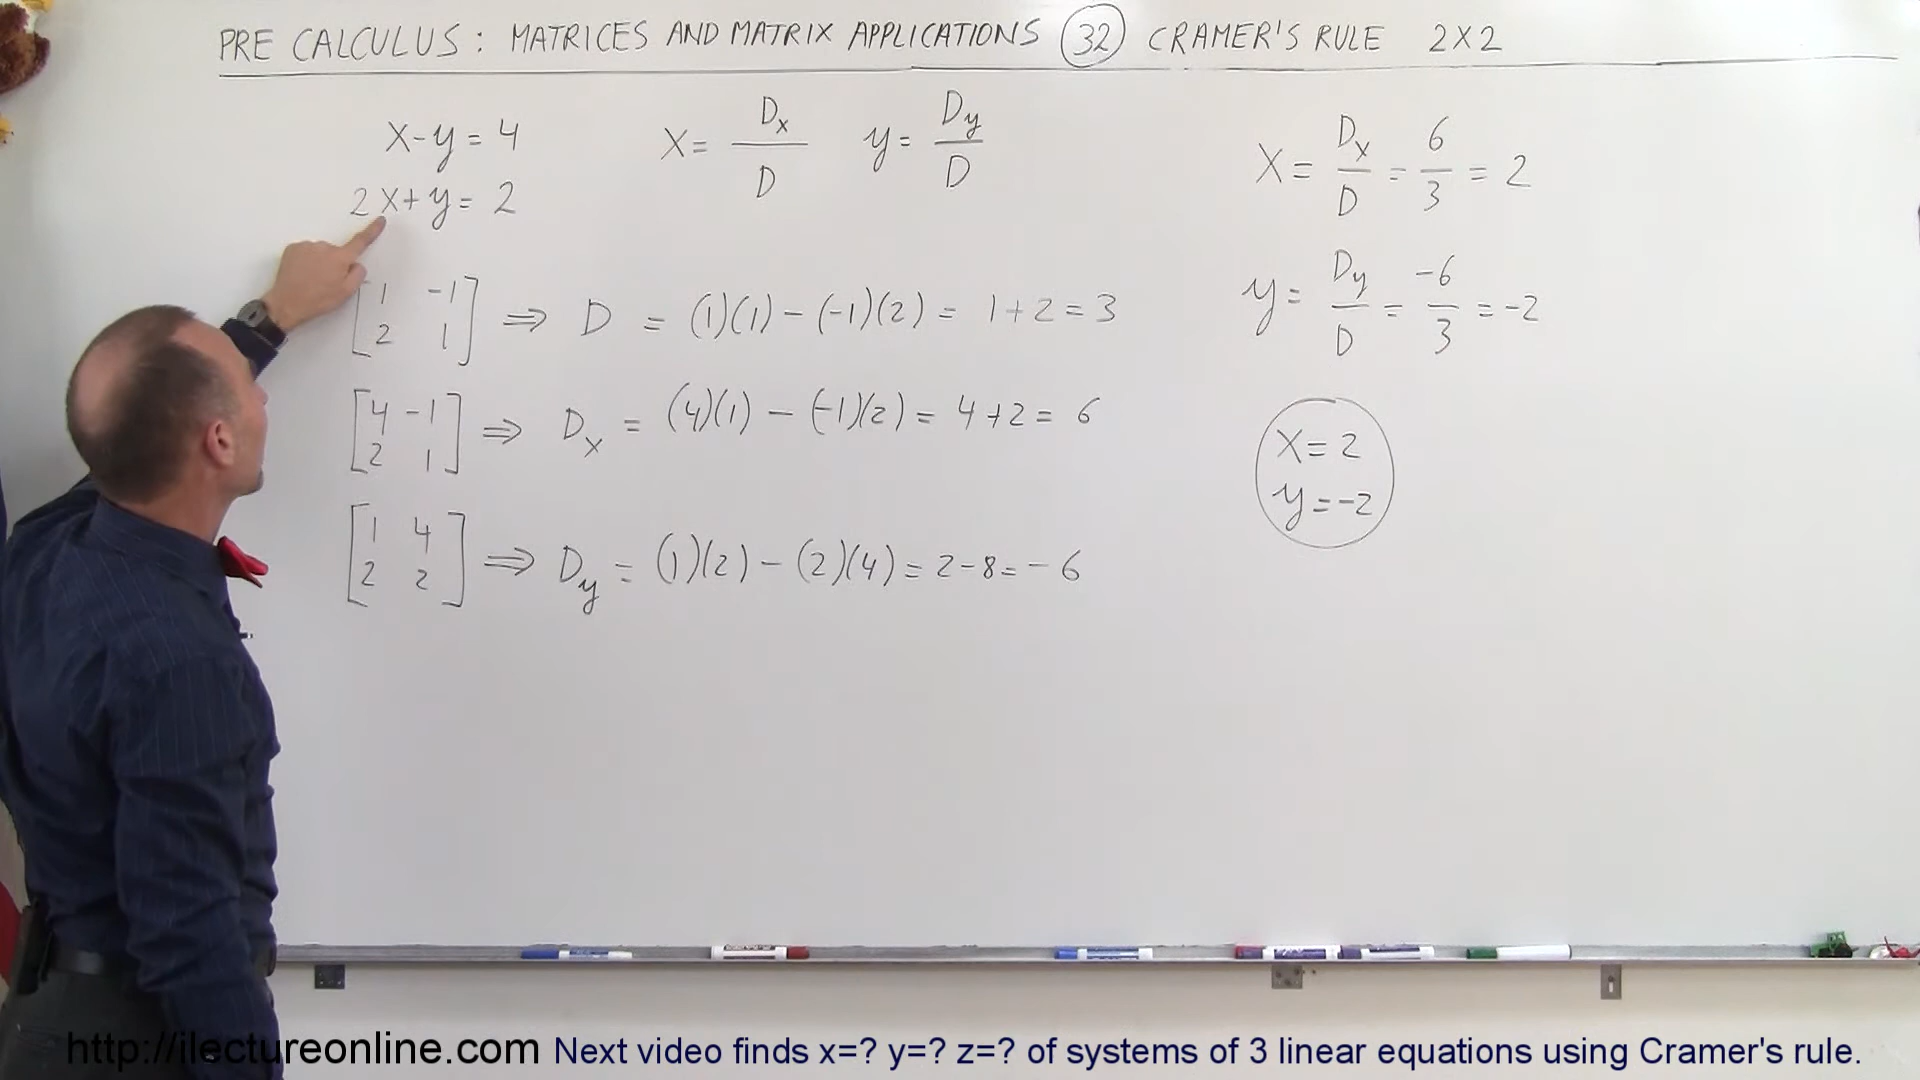 PRE CALCULUS: MATRICES AND MATRIX APPLICATIONS 32 CRAMER'S RULE 2X2
x-y=4
2x+y=2
x= Dx/D y= Dy/D
[1 -1
2 1] ⇒ D = (1)(1)-(-1)(2)= 1+2=3
[4 -1
2 1] ⇒ Dx = (4)(1) - (-1)(2)= 4+2= 6
[1 4
2 2] ⇒ Dy = (1)(2)-(2)(4)=2-8=-6
x= Dx/D = 6/3 = 2
y= Dy/D = -6/3 = -2
x=2
y=-2
http://ilectureonline.com Next video finds x=? y=? z=? of systems of 3 linear equations using Cramer's rule.